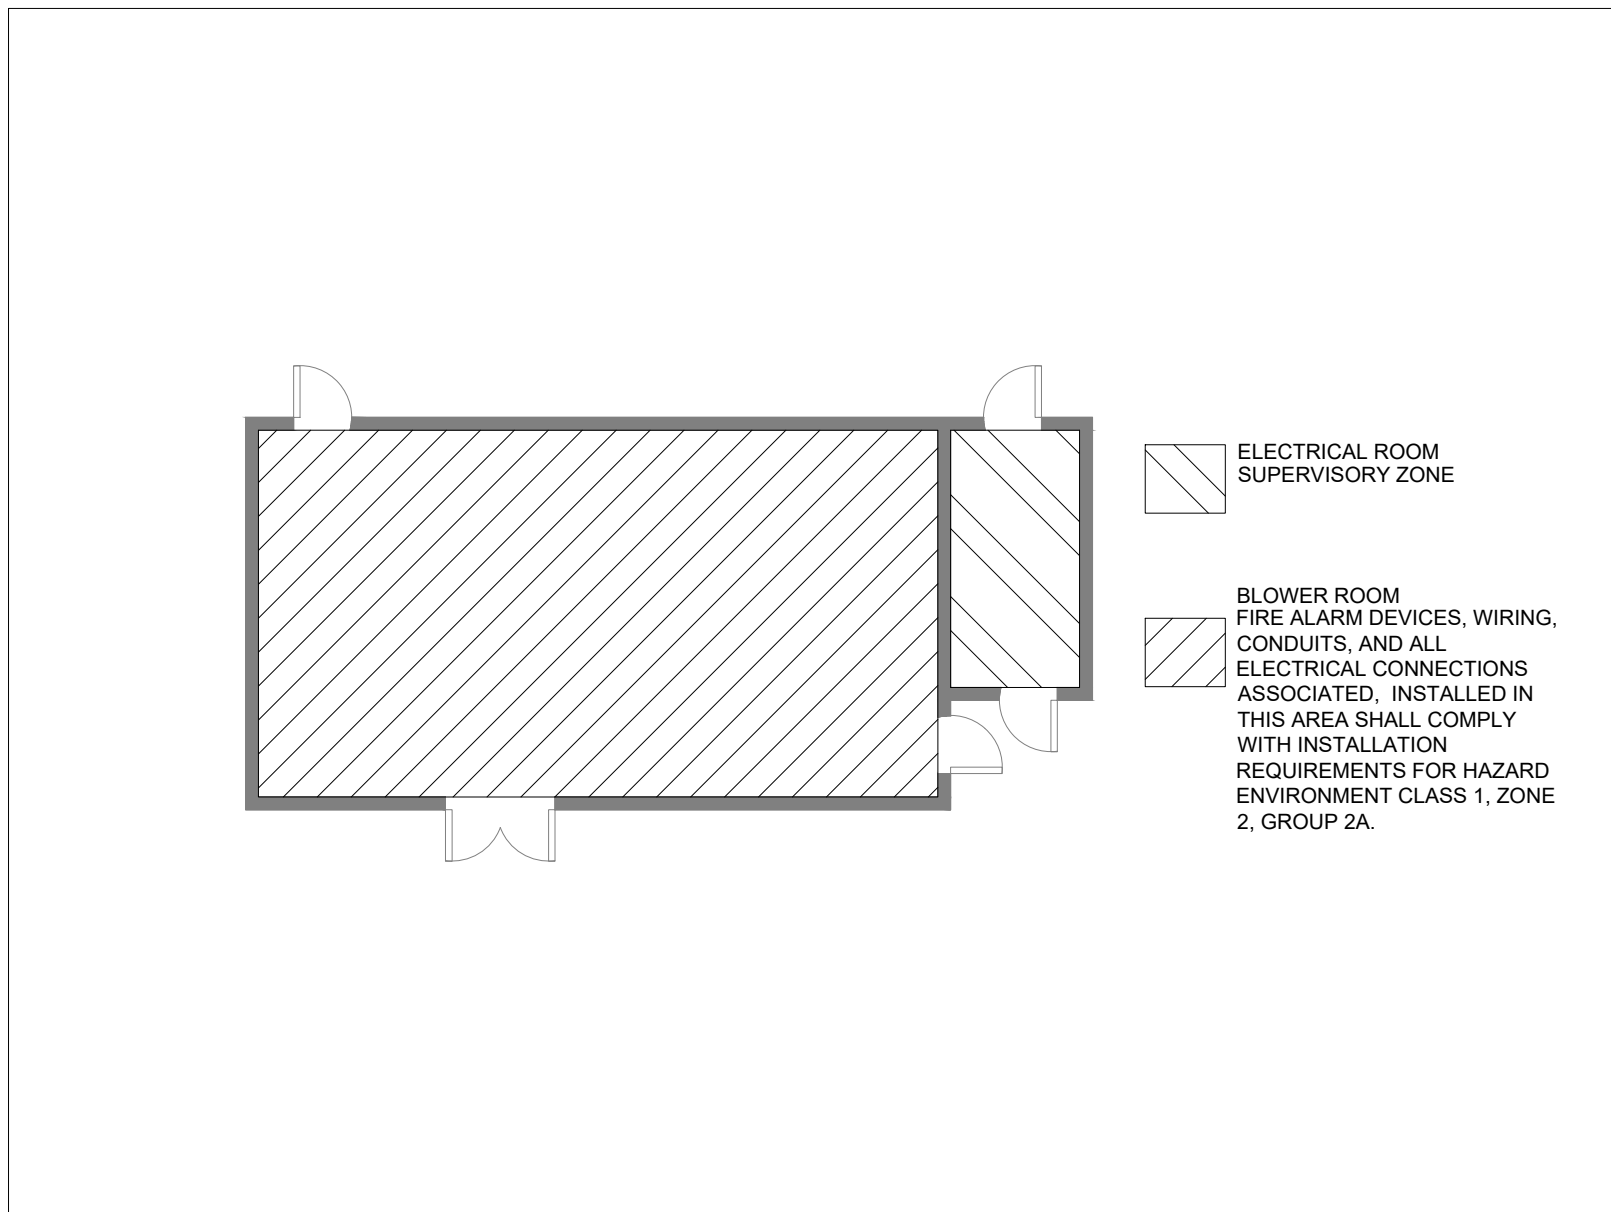 ELECTRICAL ROOM
SUPERVISORY ZONE
BLOWER ROOM
FIRE ALARM DEVICES, WIRING,
CONDUITS, AND ALL
ELECTRICAL CONNECTIONS
ASSOCIATED,  INSTALLED IN
THIS AREA SHALL COMPLY
WITH INSTALLATION
REQUIREMENTS FOR HAZARD
ENVIRONMENT CLASS 1, ZONE
2, GROUP 2A.